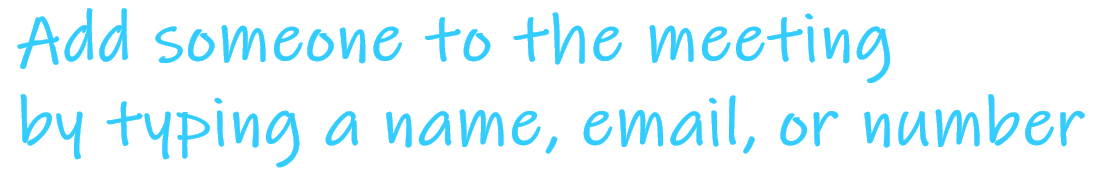 Add someone to the meeting
by typing a name, email, or number